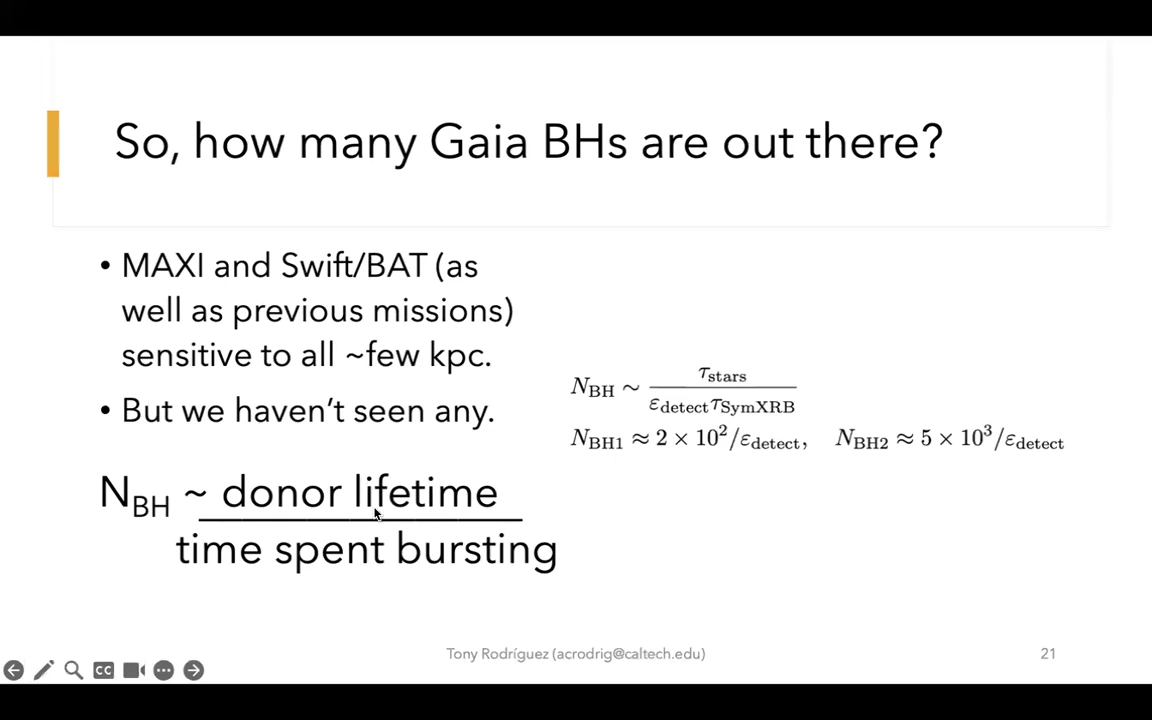 So, how many Gaia BHs are out there?
• MAXI and Swift/BAT (as
well as previous missions)
sensitive to all ~few kpc.
• But we haven't seen any.
N_BH ~ donor lifetime
time spent bursting
N_BH ∼ τ_stars / ε_detect τ_SymXRB
N_BH1 ≈ 2 × 10^2/ε_detect, N_BH2 ≈ 5 × 10^3/ε_detect
Tony Rodríguez (acrodrig@caltech.edu)
21
CC